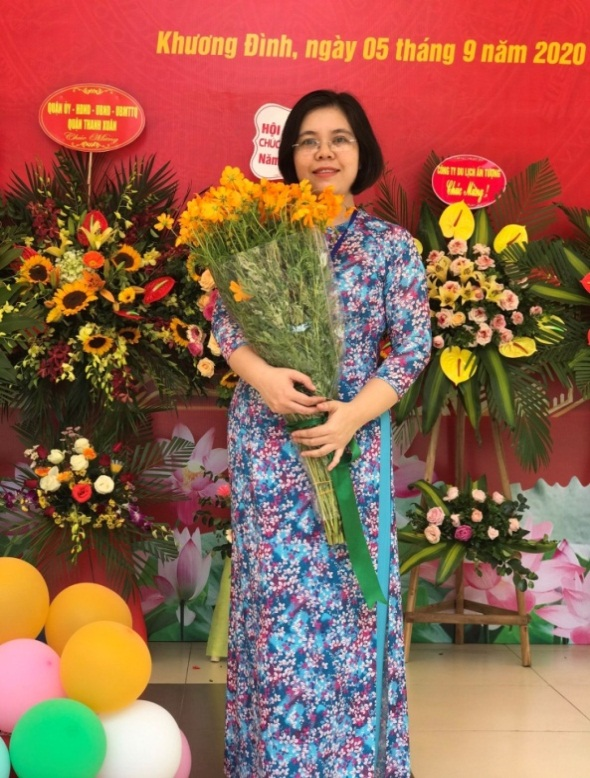 Khương Đình, ngày 05 tháng 9 năm 2020
QUẬN ỦY - HĐND - UBND - UBMTTQ
QUẬN THANH XUÂN
Chúc Mừng
HỘI
CHÚC
Năm
CÔNG TY DU LỊCH ẤN TƯỢNG
Chúc Mừng!